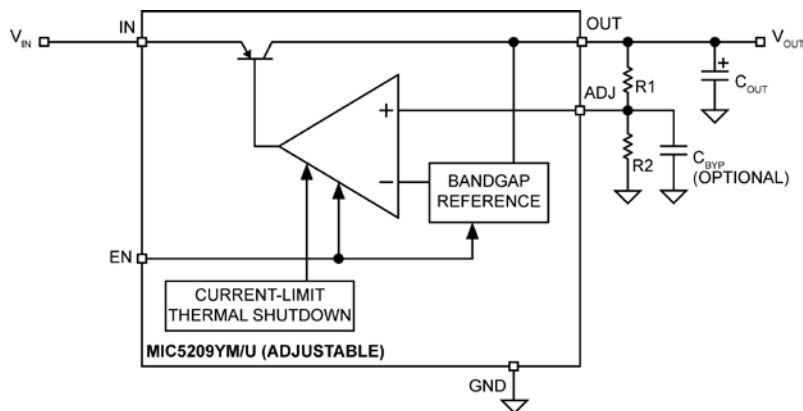 IN
OUT
VIN
VOUT
R1
COUT
ADJ
+
+
R2
CBYP
(OPTIONAL)
−
BANDGAP
REFERENCE
EN
CURRENT-LIMIT
THERMAL SHUTDOWN
MIC5209YM/U (ADJUSTABLE)
GND